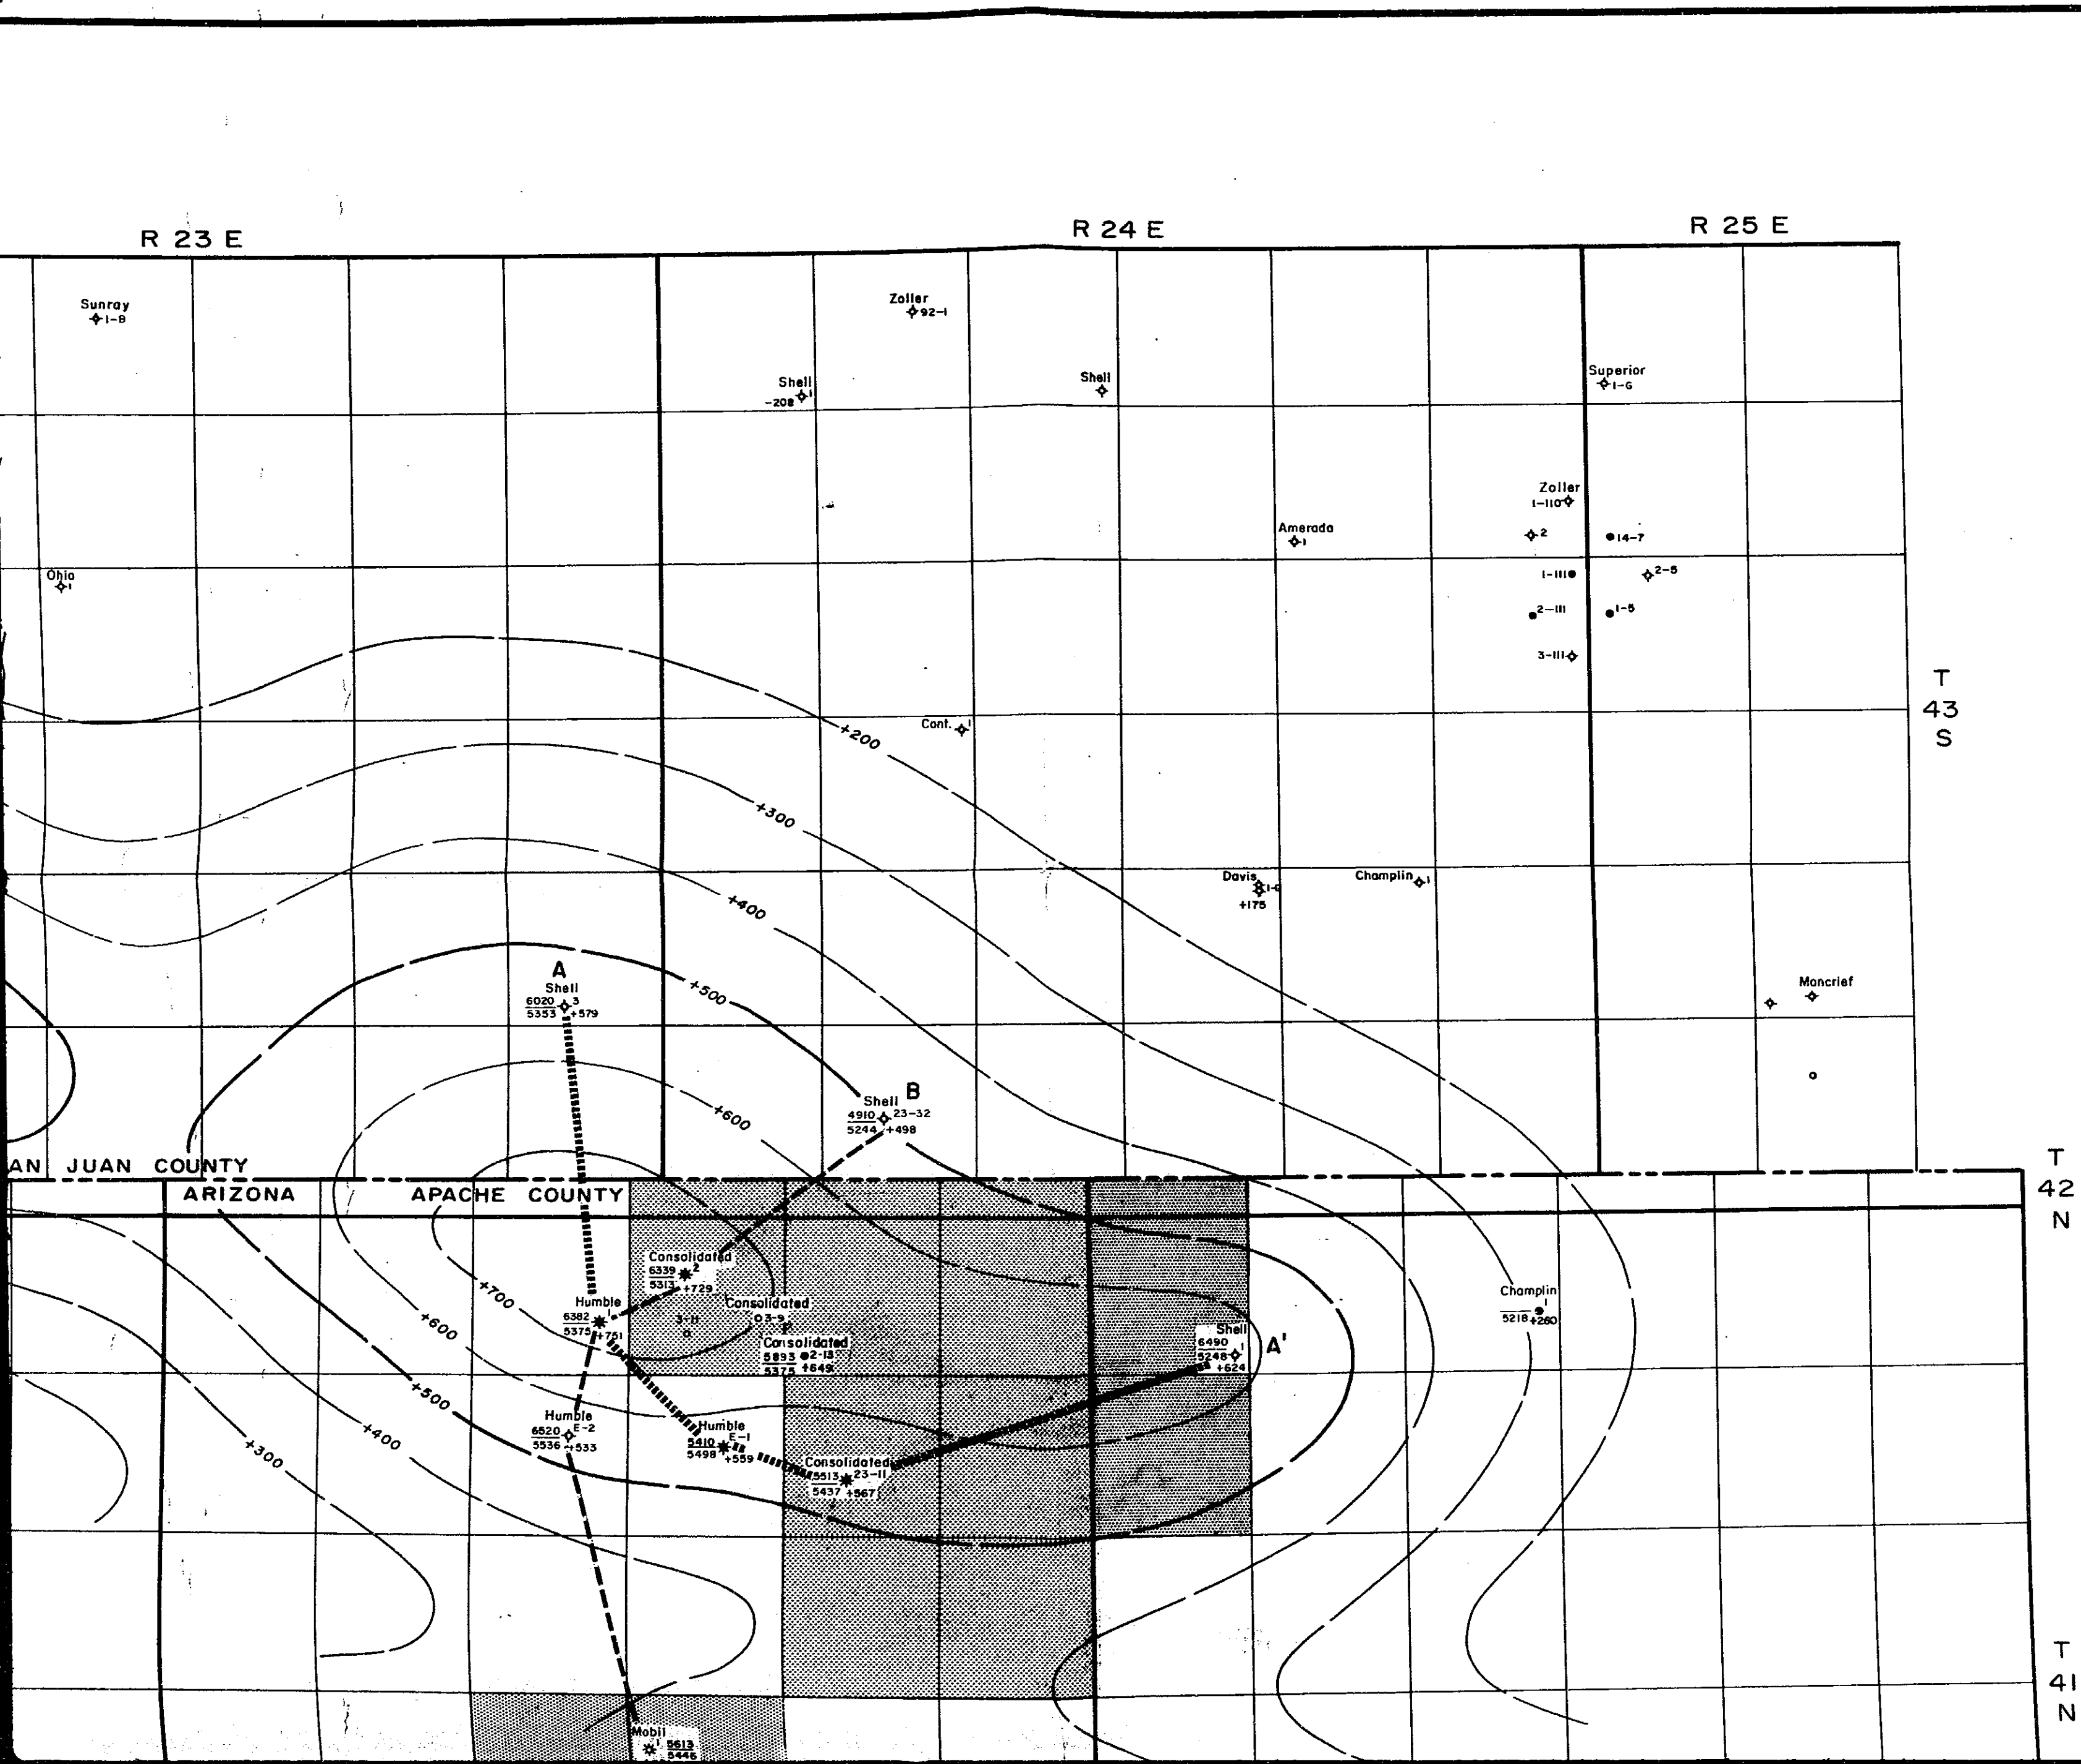 R 23 E
R 24 E
R 25 E
Sunray
1-B
Zoller
92-1
Shell
1
-208
Shell
Superior
1-G
Zoller
1-110
2
14-7
Amerada
1
1-111
2-5
Ohio
1
2-111
1-5
3-111
T
43
S
Cont.
1
+200
+300
+400
Davis
+175
Champlin
1
A
Shell
6020
3
5353
+579
+500
Moncrief
B
Shell
4910
23-32
5244
+498
+600
AN JUAN COUNTY
ARIZONA
APACHE COUNTY
T
42
N
Consolidated
6339
2
5313
+729
+700
Humble
1
6382
5375
+751
Consolidated
3-9
3-11
Consolidated
5893
2-13
5375
+649
Champlin
1
5218
+260
Shell
6490
1
5248
+624
A'
+600
+500
+400
+300
Humble
6520
E-2
5536
+533
Humble
5410
E-1
5498
+559
Consolidated
5513
23-11
5437
+567
T
41
N
Mobil
1
5613
5446